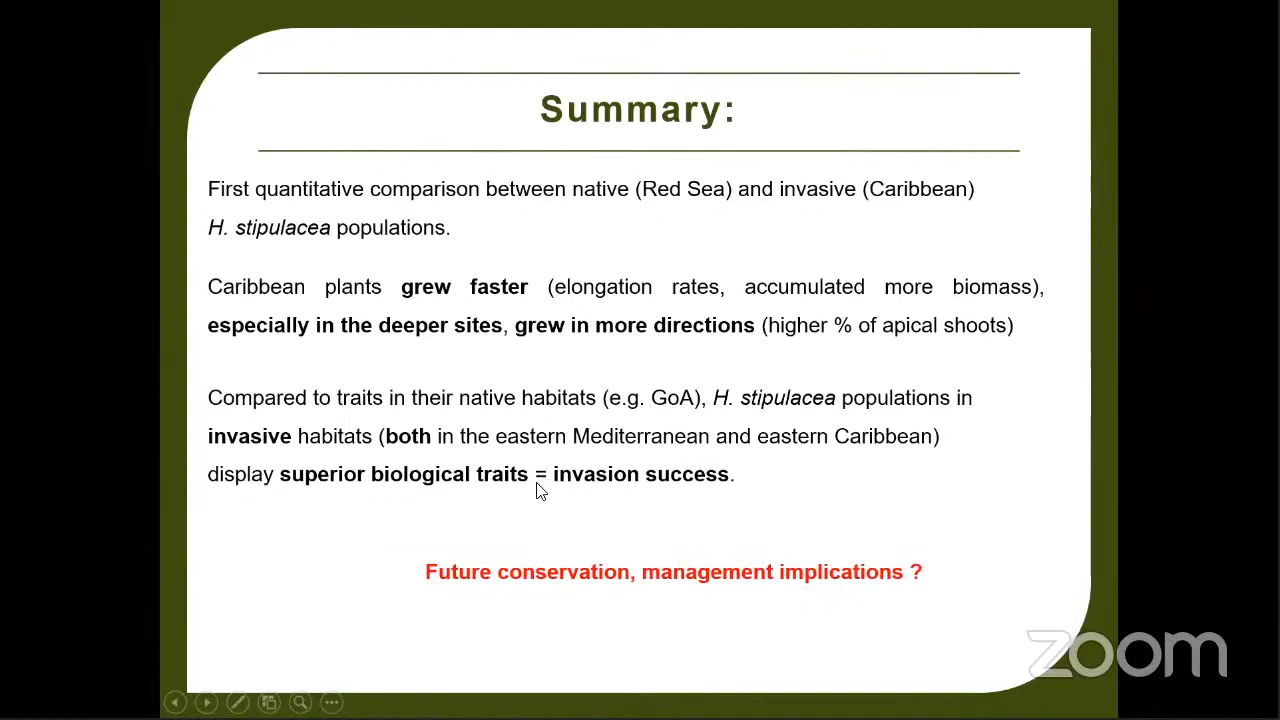 Summary:
First quantitative comparison between native (Red Sea) and invasive (Caribbean)
H. stipulacea populations.
Caribbean plants grew faster (elongation rates, accumulated more biomass),
especially in the deeper sites, grew in more directions (higher % of apical shoots)
Compared to traits in their native habitats (e.g. GoA), H. stipulacea populations in
invasive habitats (both in the eastern Mediterranean and eastern Caribbean)
display superior biological traits = invasion success.
Future conservation, management implications ?
zoom